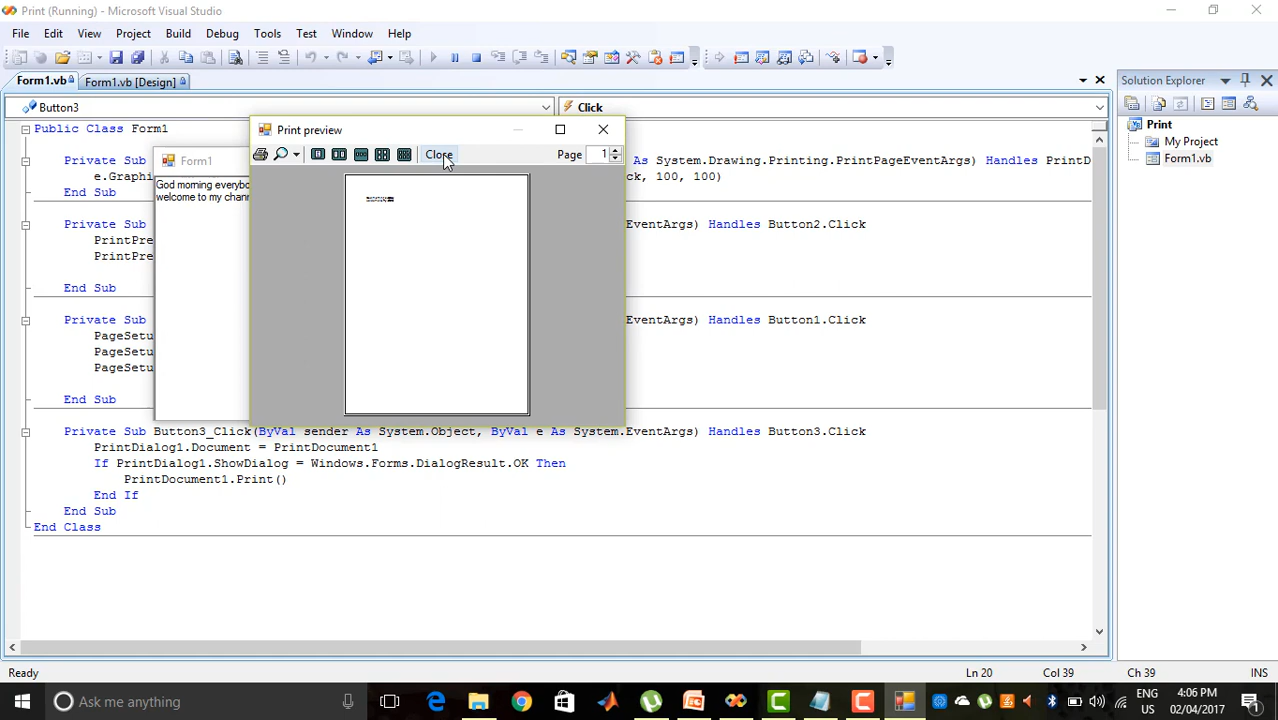 Print (Running) - Microsoft Visual Studio
File Edit View Project Build Debug Tools Test Window Help
Form1.vb Form1.vb [Design]
Solution Explorer
Button3 Click
Print
My Project
Form1.vb
Public Class Form1
Print preview
Close
Page 1
Form1
God morning everybo
welcome to my chann
Private Sub As System.Drawing.Printing.PrintPageEventArgs) Handles PrintD
e.Graphi ck, 100, 100)
End Sub
Private Sub EventArgs) Handles Button2.Click
PrintPre
PrintPre
End Sub
Private Sub EventArgs) Handles Button1.Click
PageSetu
PageSetu
PageSetu
End Sub
Private Sub Button3_Click(ByVal sender As System.Object, ByVal e As System.EventArgs) Handles Button3.Click
PrintDialog1.Document = PrintDocument1
If PrintDialog1.ShowDialog = Windows.Forms.DialogResult.OK Then
PrintDocument1.Print()
End If
End Sub
End Class
Ready Ln 20 Col 39 Ch 39 INS
Ask me anything
ENG
US
4:06 PM
02/04/2017
1